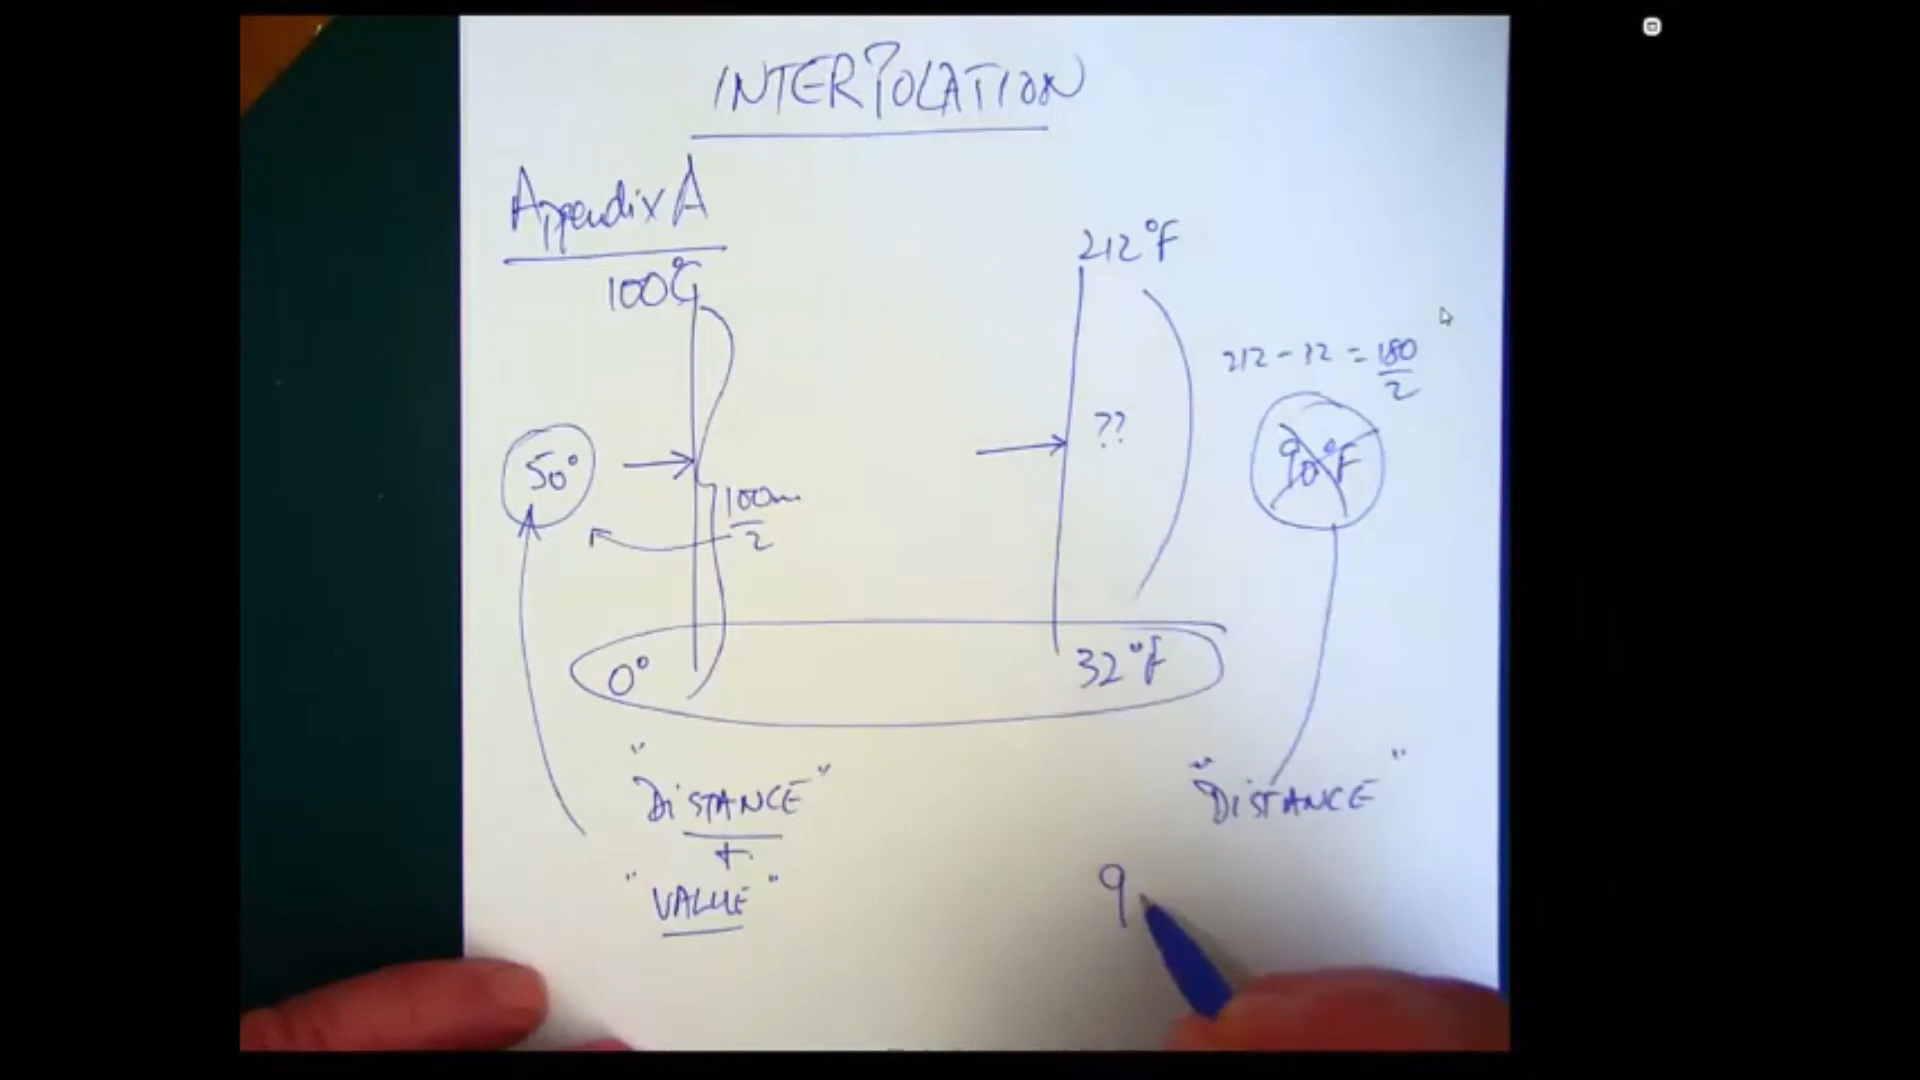 INTERPOLATION
Appendix A
100°C
212°F
212 - 32 = 180
2
50°
??
90°F
100
2
0°
32°F
"DISTANCE"
+
"VALUE"
"DISTANCE"
9